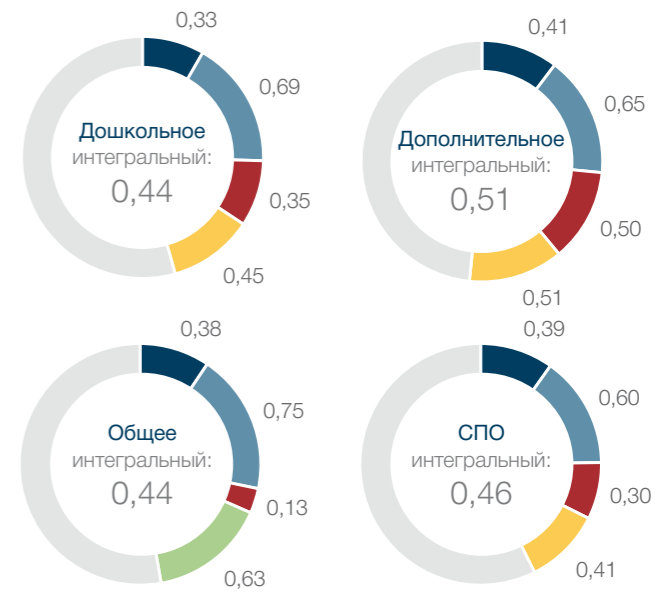 0,33
0,69
Дошкольное
интегральный:
0,44
0,35
0,45
0,41
0,65
Дополнительное
интегральный:
0,51
0,50
0,51
0,38
0,75
Общее
интегральный:
0,44
0,13
0,63
0,39
0,60
СПО
интегральный:
0,46
0,30
0,41